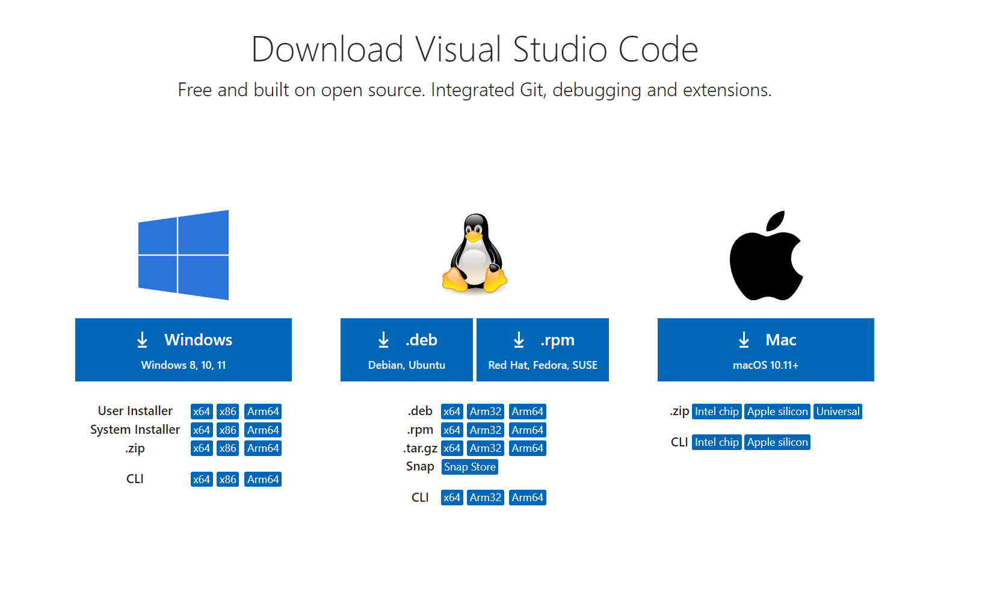 Download Visual Studio Code
Free and built on open source. Integrated Git, debugging and extensions.
Windows
Windows 8, 10, 11
User Installer x64 x86 Arm64
System Installer x64 x86 Arm64
.zip x64 x86 Arm64
CLI x64 x86 Arm64
.deb
Debian, Ubuntu
.rpm
Red Hat, Fedora, SUSE
.deb x64 Arm32 Arm64
.rpm x64 Arm32 Arm64
.tar.gz x64 Arm32 Arm64
Snap Snap Store
CLI x64 Arm32 Arm64
Mac
macOS 10.11+
.zip Intel chip Apple silicon Universal
CLI Intel chip Apple silicon